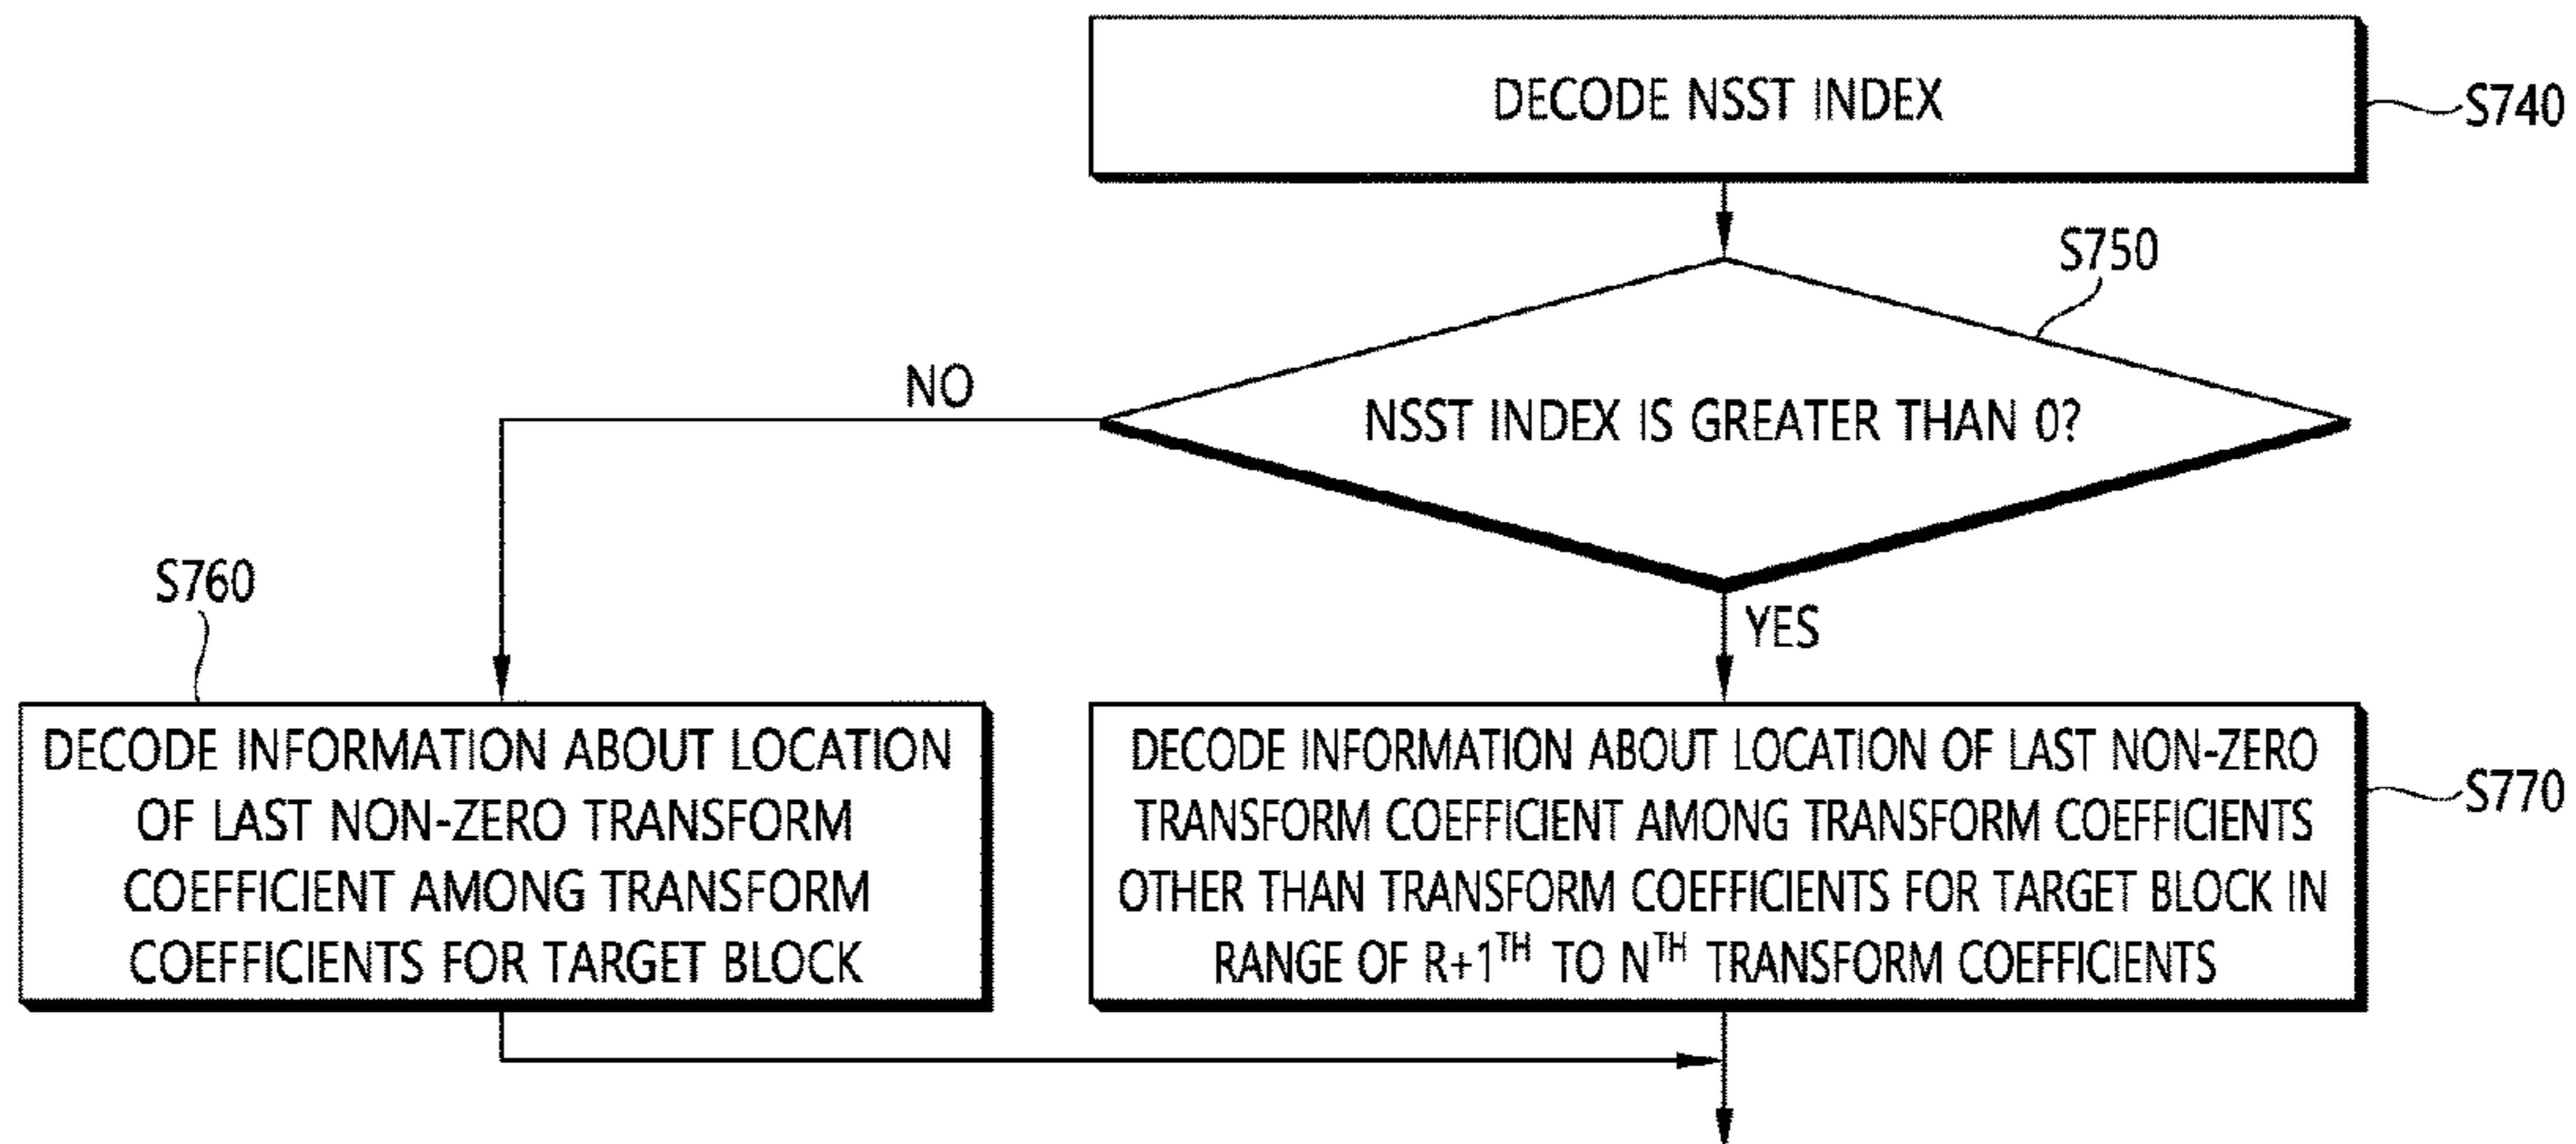 DECODE NSST INDEX
S740
S750
NO
NSST INDEX IS GREATER THAN 0?
S760
YES
DECODE INFORMATION ABOUT LOCATION
OF LAST NON-ZERO TRANSFORM
COEFFICIENT AMONG TRANSFORM
COEFFICIENTS FOR TARGET BLOCK
DECODE INFORMATION ABOUT LOCATION OF LAST NON-ZERO
TRANSFORM COEFFICIENT AMONG TRANSFORM COEFFICIENTS
OTHER THAN TRANSFORM COEFFICIENTS FOR TARGET BLOCK IN
RANGE OF R+1ᵀᴴ TO Nᵀᴴ TRANSFORM COEFFICIENTS
S770